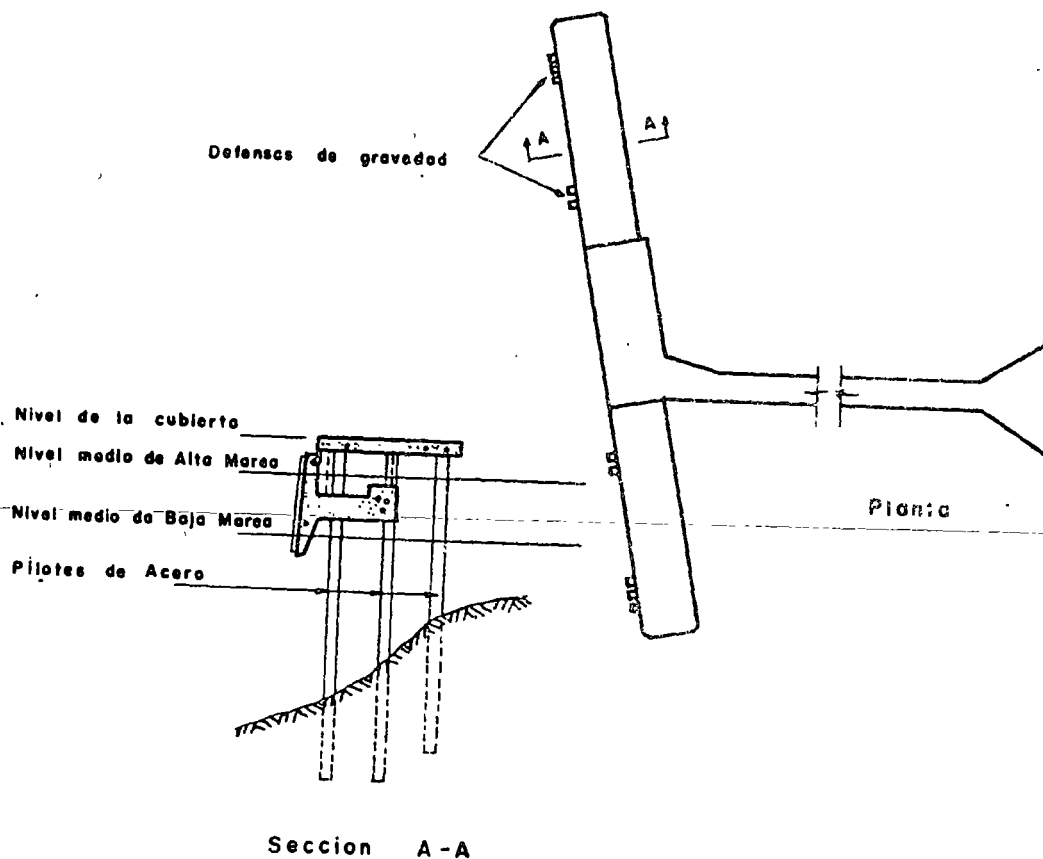 Defensas de gravedad
A
A
Nivel de la cubierta
Nivel medio de Alta Marea
Nivel medio de Baja Marea
Planta
Pilotes de Acero
Seccion A-A